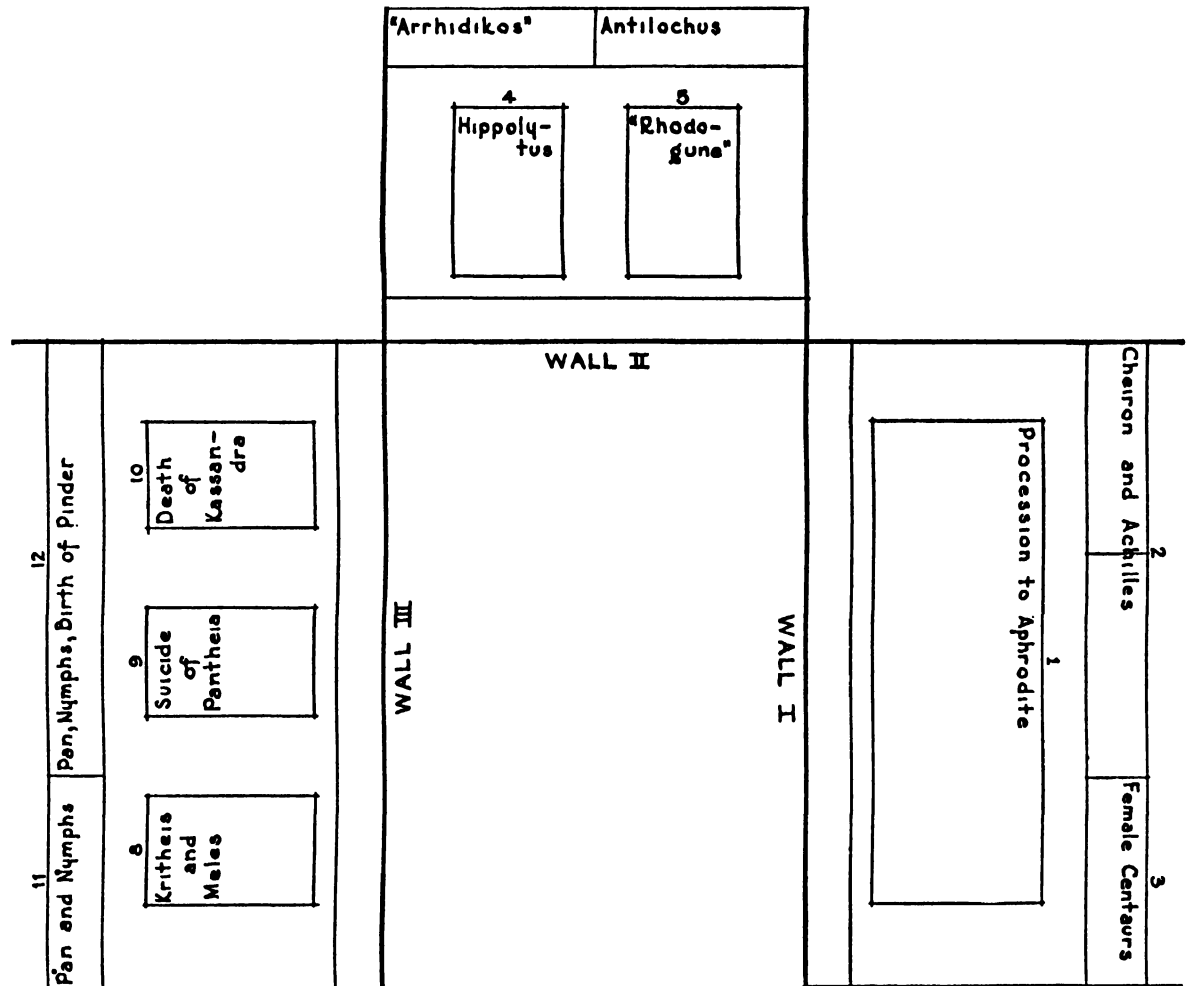 "Arrhidikos"
Antilochus
4
Hippoly-
tus
5
"Rhodo-
gune"
WALL II
12
Pan, Nymphs, Birth of Pinder
11
Pan and Nymphs
10
Death
of
Kassan-
dra
9
Suicide
of
Pantheia
8
Kritheis
and
Meles
WALL III
WALL I
Procession to Aphrodite
1
Cheiron and Achilles
2
Female Centaurs
3